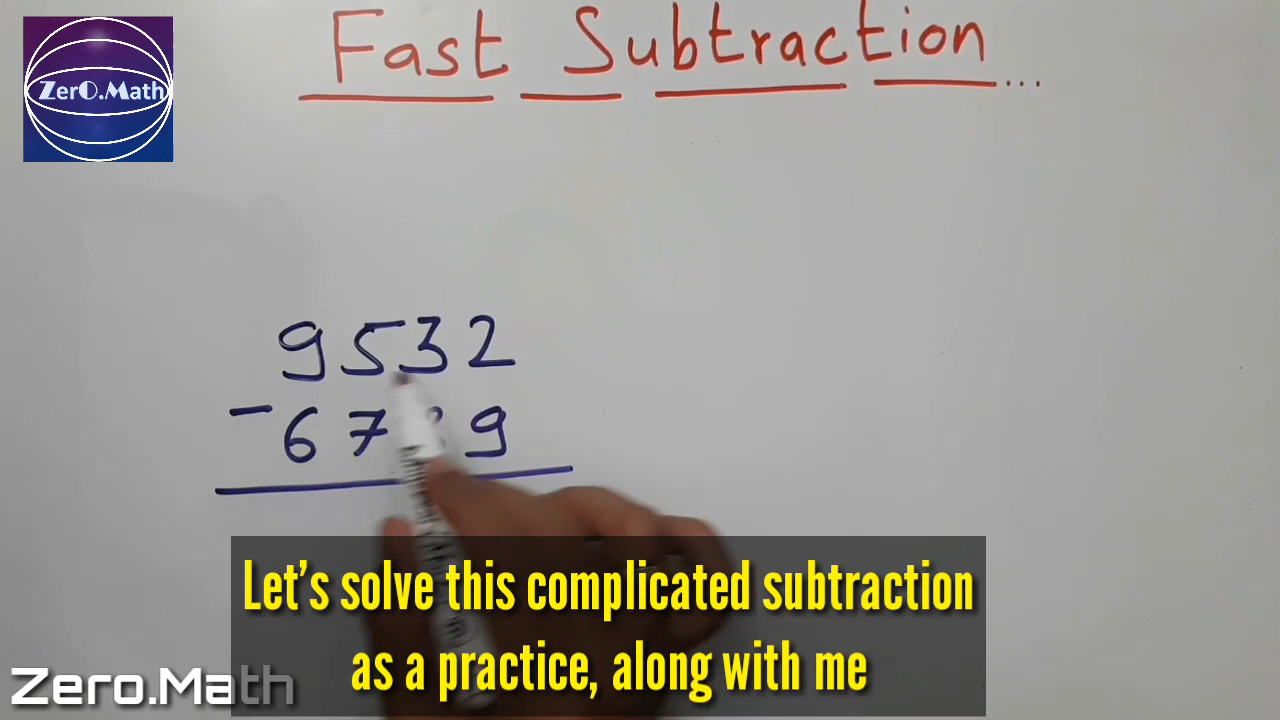 Fast Subtraction...
ZerO.Math
9532
- 67 9
Let's solve this complicated subtraction
as a practice, along with me
Zero.Math